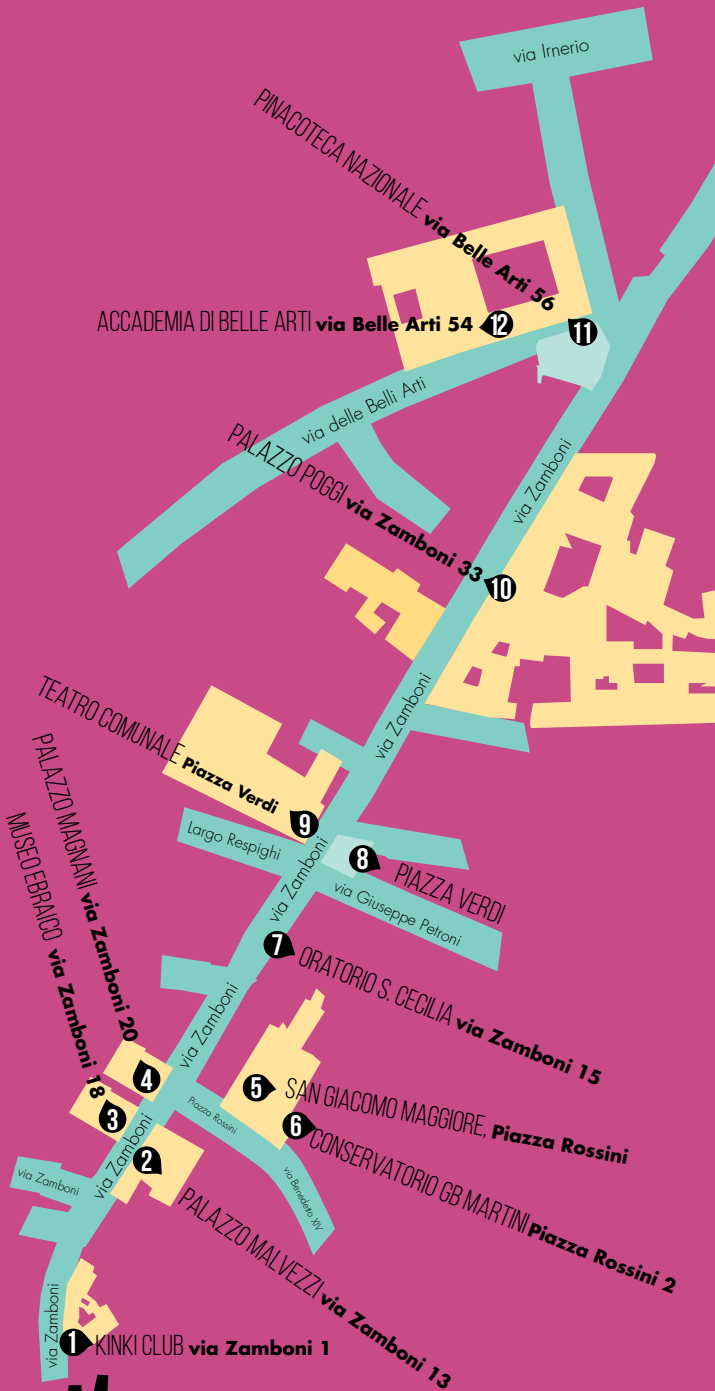 via Irnerio
PINACOTECA NAZIONALE via Belle Arti 56
ACCADEMIA DI BELLE ARTI via Belle Arti 54
12
11
via delle Belli Arti
via Zamboni
PALAZZO POGGI via Zamboni 33
10
via Zamboni
TEATRO COMUNALE Piazza Verdi
9
Largo Respighi
via Zamboni
8
PIAZZA VERDI
via Giuseppe Petroni
7
ORATORIO S. CECILIA via Zamboni 15
PALAZZO MAGNANI via Zamboni 20
MUSEO EBRAICO via Zamboni 18
via Zamboni
4
5
SAN GIACOMO MAGGIORE, Piazza Rossini
Piazza Rossini
3
6
CONSERVATORIO GB MARTINI Piazza Rossini 2
via Zamboni
2
via Zamboni
via Benedetto XIV
PALAZZO MALVEZZI via Zamboni 13
via Zamboni
1
KINKI CLUB via Zamboni 1